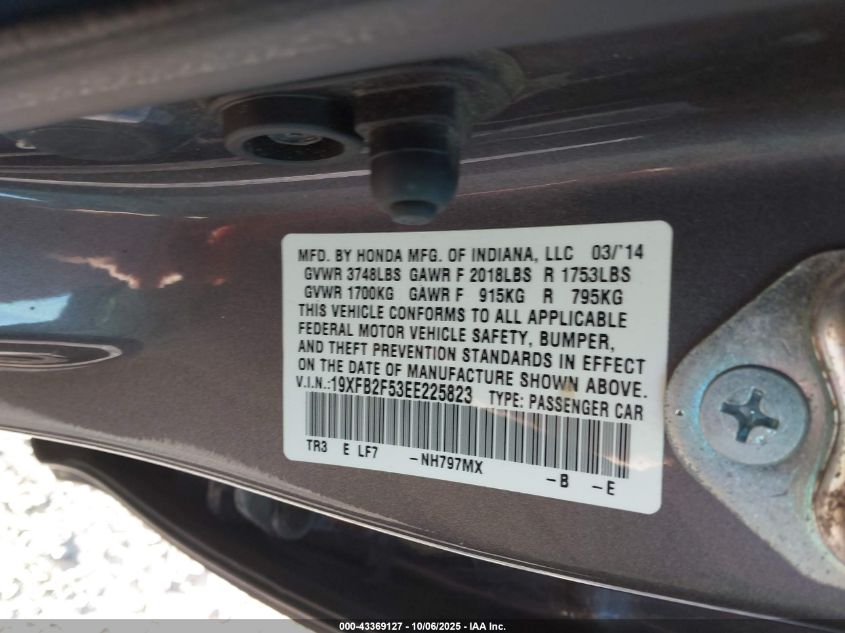 MFD. BY HONDA MFG. OF INDIANA, LLC 03/'14
GVWR 3748LBS GAWR F 2018LBS R 1753LBS
GVWR 1700KG GAWR F 915KG R 795KG
THIS VEHICLE CONFORMS TO ALL APPLICABLE
FEDERAL MOTOR VEHICLE SAFETY, BUMPER,
AND THEFT PREVENTION STANDARDS IN EFFECT
ON THE DATE OF MANUFACTURE SHOWN ABOVE.
V.I.N.:19XFB2F53EE225823 TYPE: PASSENGER CAR
TR3 E LF7 -NH797MX -B -E
000-43369127 - 10/06/2025 - IAA Inc.